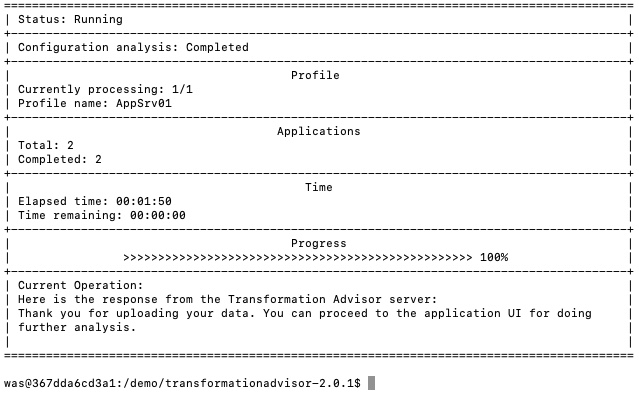 Status: Running
Configuration analysis: Completed
Profile
Currently processing: 1/1
Profile name: AppSrv01
Applications
Total: 2
Completed: 2
Time
Elapsed time: 00:01:50
Time remaining: 00:00:00
Progress
>>>>>>>>>>>>>>>>>>>>>>>>>>>>>>>>>>>>>>>>>>>>>>>>>> 100%
Current Operation:
Here is the response from the Transformation Advisor server:
Thank you for uploading your data. You can proceed to the application UI for doing
further analysis.
was@367dda6cd3a1:/demo/transformationadvisor-2.0.1$